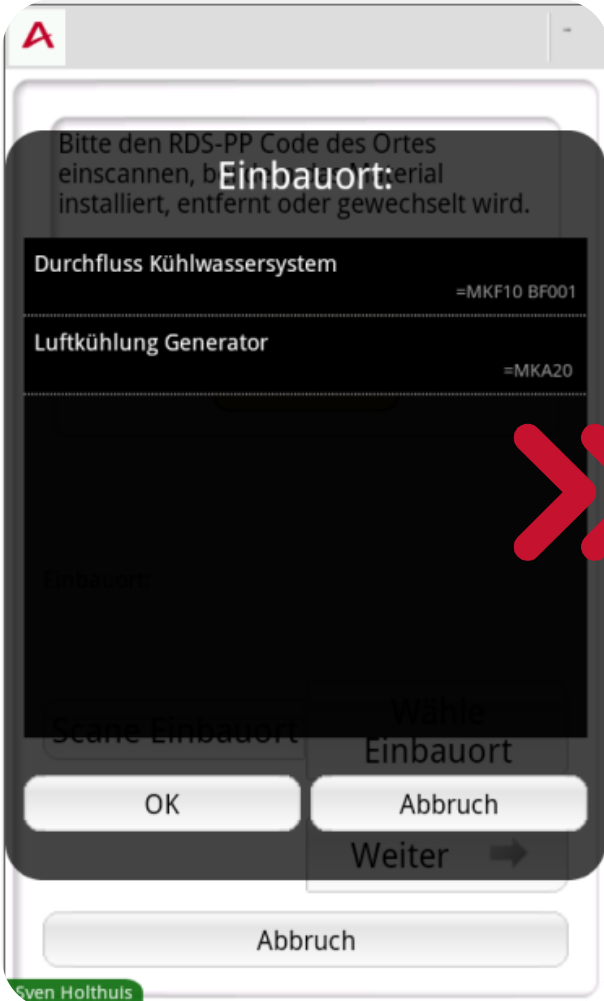 Bitte den RDS-PP Code des Ortes
Einbauort:
installiert, entfernt oder gewechselt wird.
Durchfluss Kühlwassersystem
=MKF10 BF001
Luftkühlung Generator
=MKA20
Einbauort:
Wähle
Scane Einbauort
Einbauort
OK
Abbruch
Weiter
Abbruch
Sven Holthuis